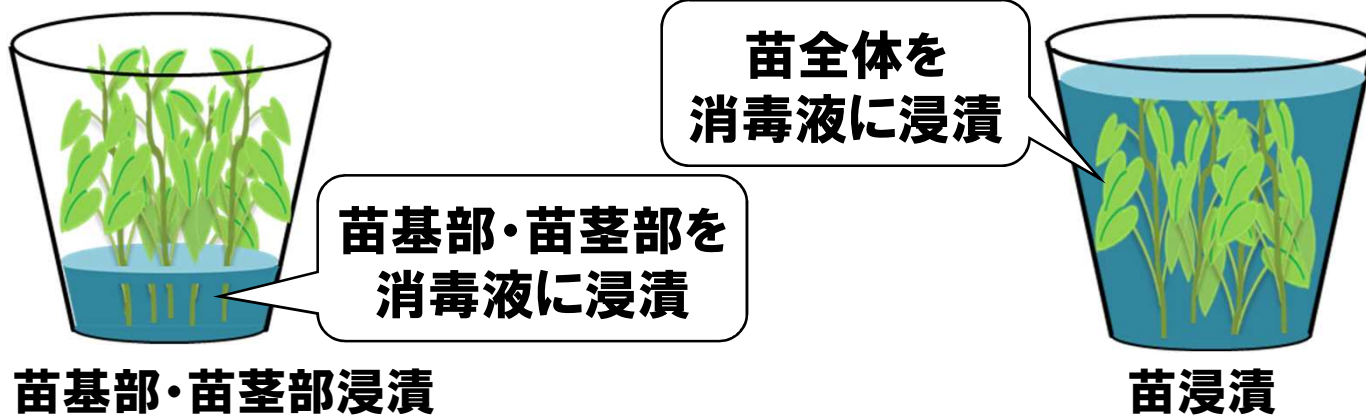 苗基部・苗茎部を
消毒液に浸漬
苗基部・苗茎部浸漬
苗全体を
消毒液に浸漬
苗浸漬